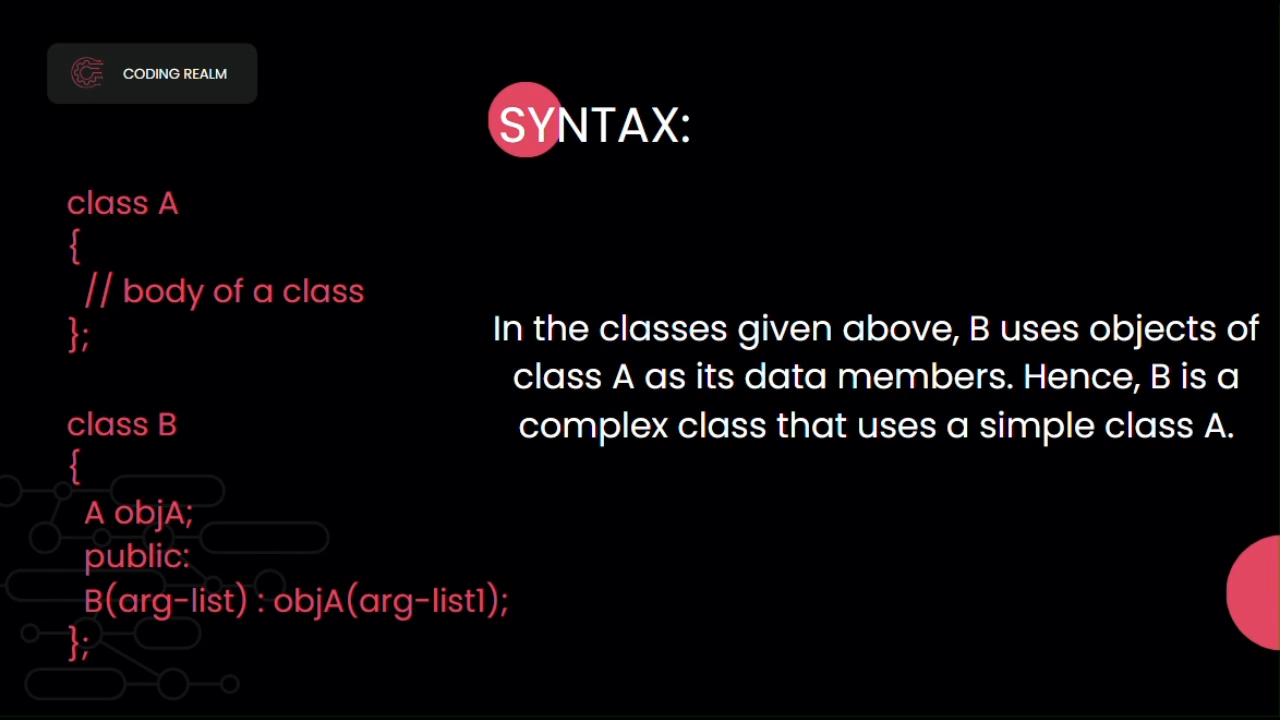 CODING REALM
SYNTAX:
class A
{
// body of a class
};
class B
{
A objA;
public:
B(arg-list) : objA(arg-list1);
};
In the classes given above, B uses objects of
class A as its data members. Hence, B is a
complex class that uses a simple class A.